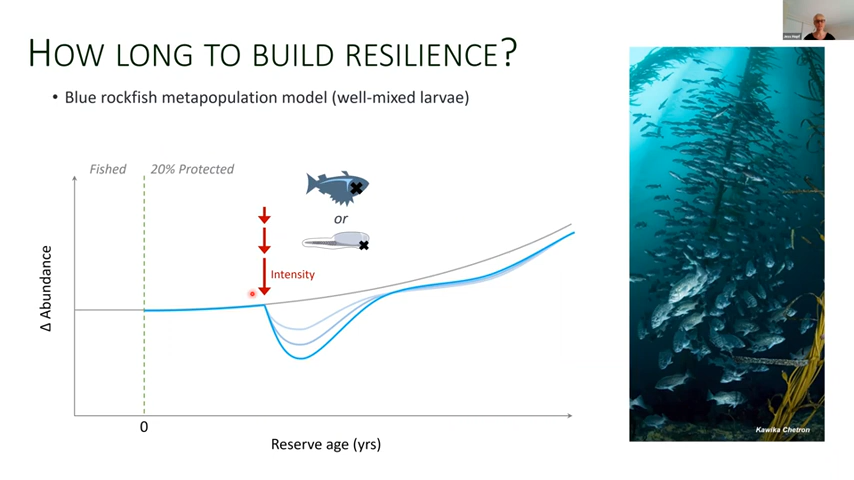 HOW LONG TO BUILD RESILIENCE?
• Blue rockfish metapopulation model (well-mixed larvae)
Fished
20% Protected
or
Intensity
Δ Abundance
0
Reserve age (yrs)
Kawika Chetron